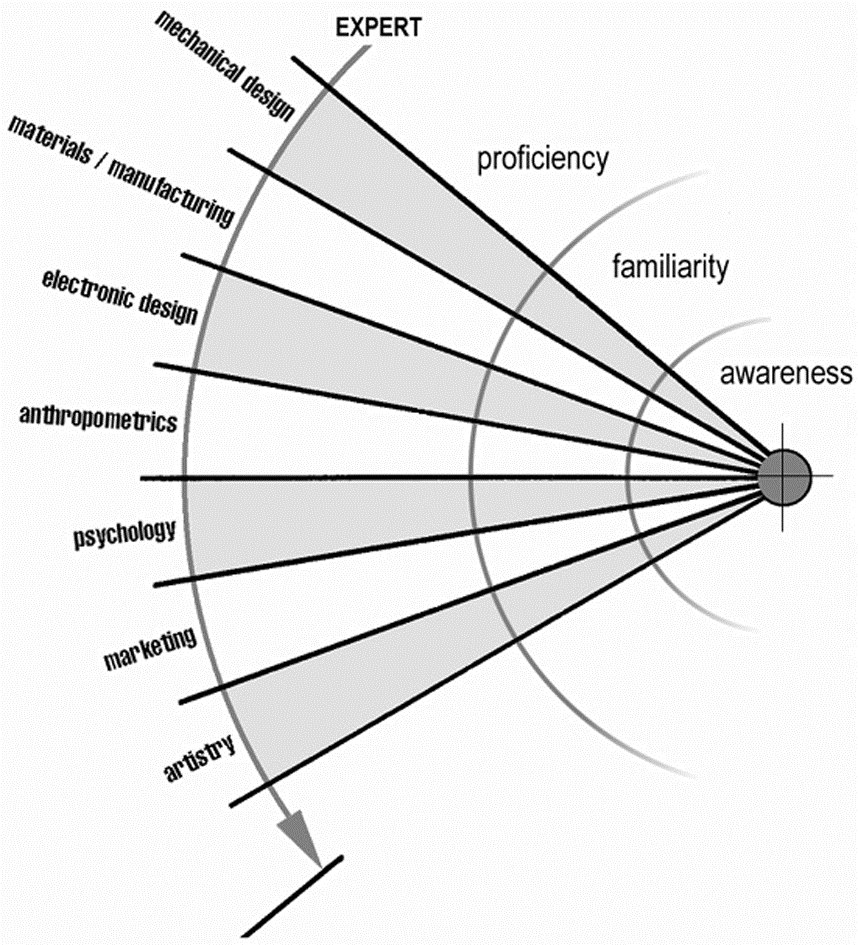 EXPERT
mechanical design
materials / manufacturing
electronic design
anthropometrics
psychology
marketing
artistry
proficiency
familiarity
awareness